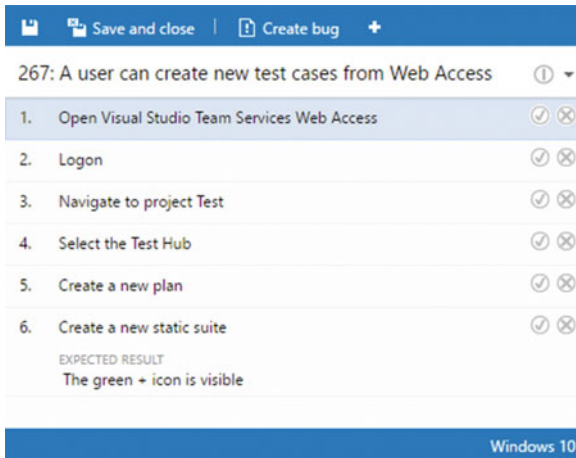 Save and close | Create bug
267: A user can create new test cases from Web Access
1. Open Visual Studio Team Services Web Access
2. Logon
3. Navigate to project Test
4. Select the Test Hub
5. Create a new plan
6. Create a new static suite
EXPECTED RESULT
The green + icon is visible
Windows 10